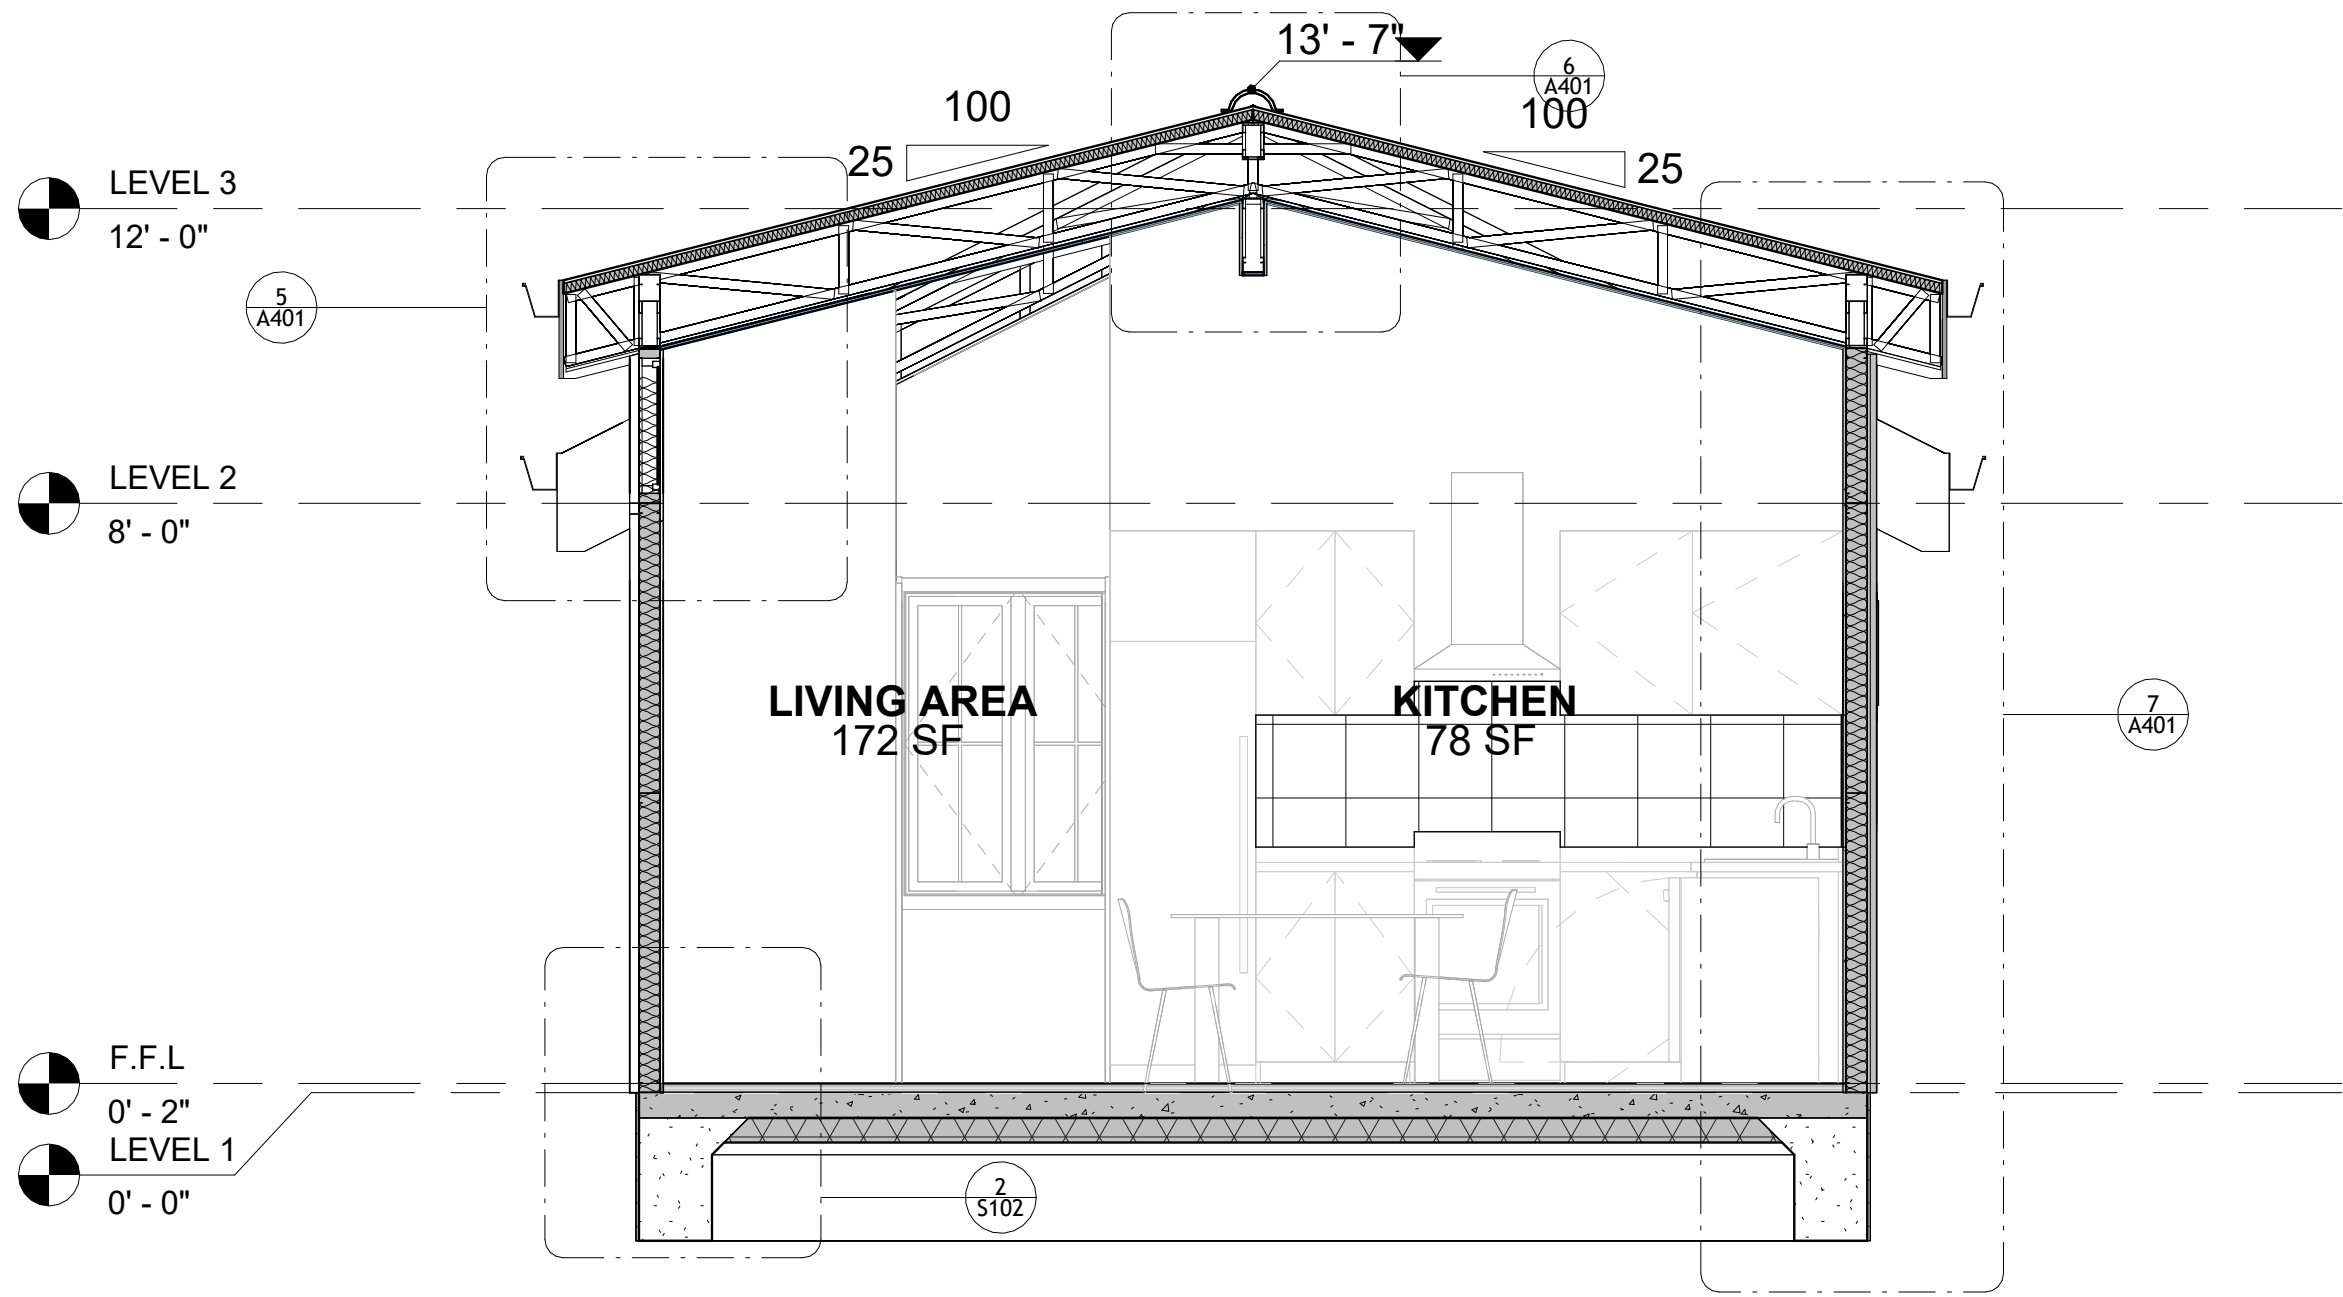 13' - 7"
6
A401
100
100
25
25
LEVEL 3
12' - 0"
5
A401
LEVEL 2
8' - 0"
LIVING AREA
172 SF
KITCHEN
78 SF
7
A401
F.F.L
0' - 2"
LEVEL 1
0' - 0"
2
S102